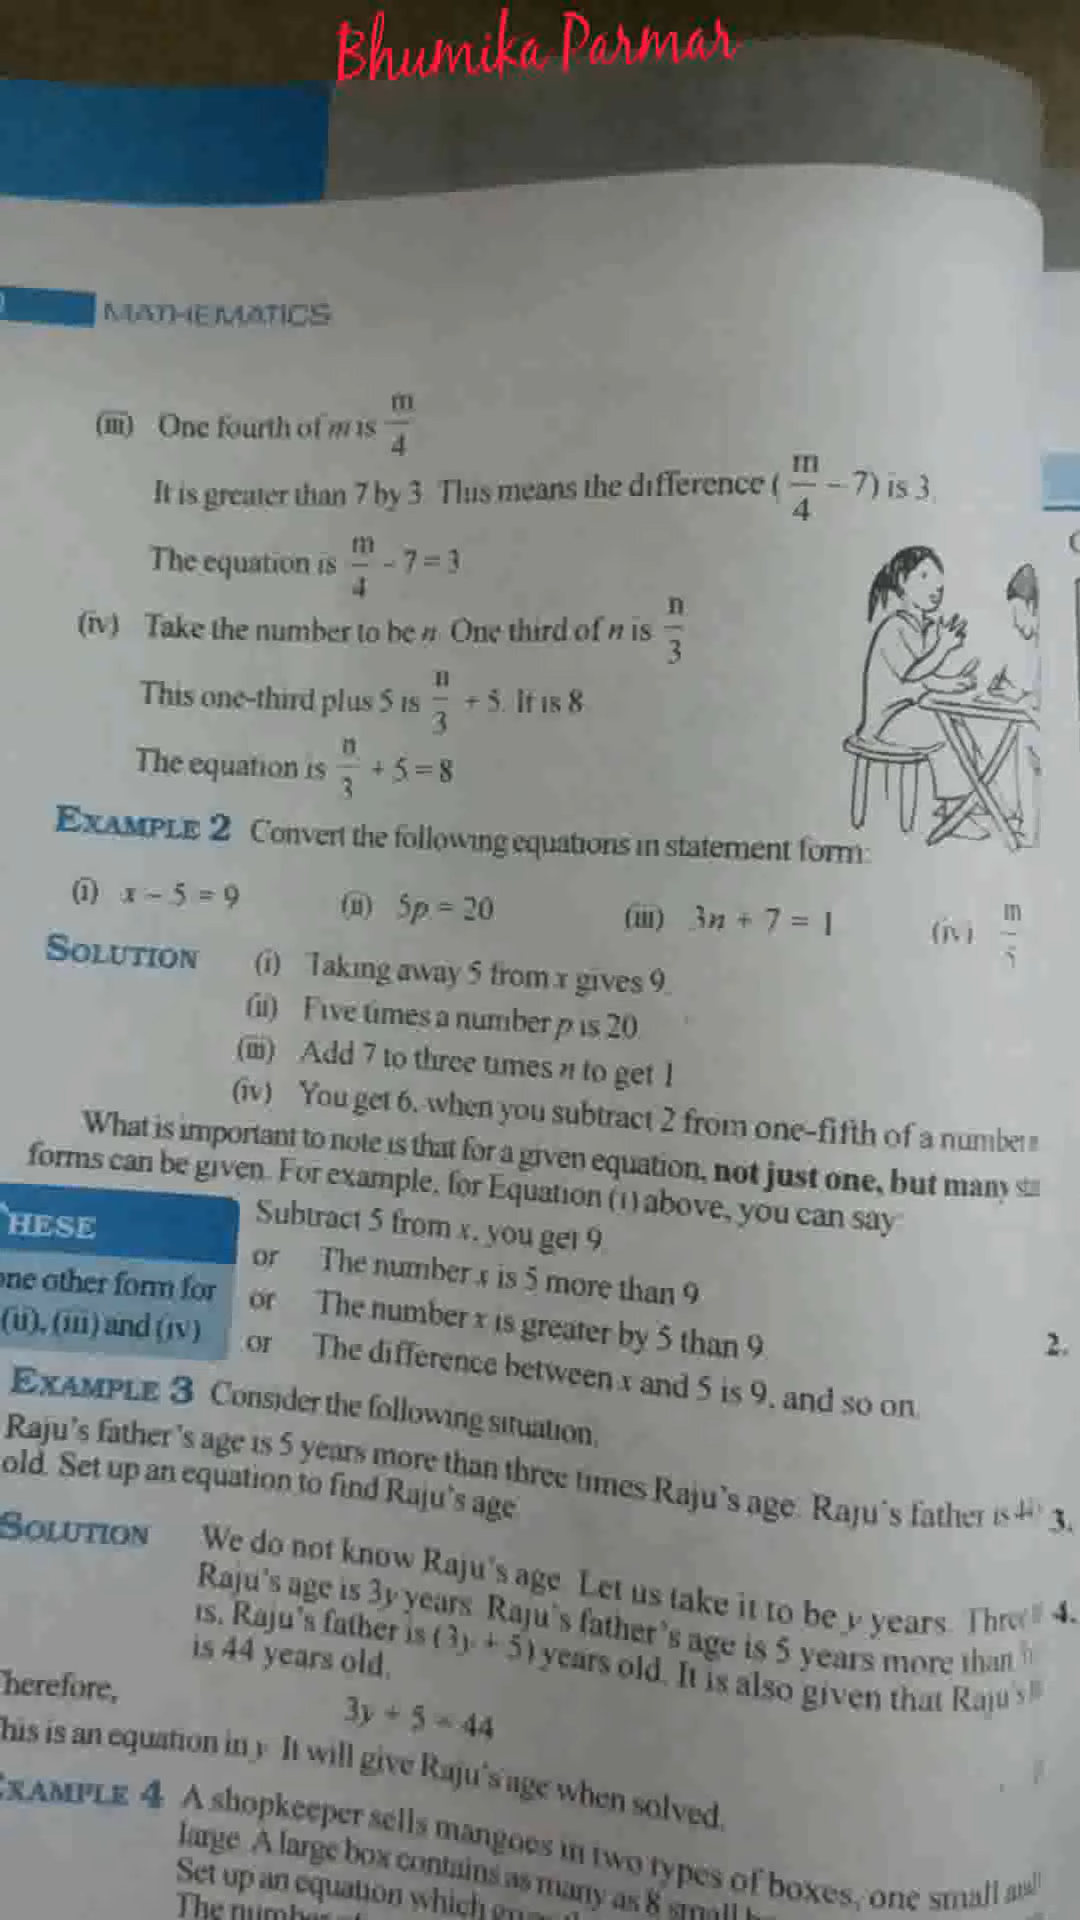 Bhumika Parmar
MATHEMATICS
(iii) One fourth of m is m/4
It is greater than 7 by 3. This means the difference (m/4 – 7) is 3.
The equation is m/4 – 7 = 3
(iv) Take the number to be n. One third of n is n/3
This one-third plus 5 is n/3 + 5. It is 8
The equation is n/3 + 5 = 8
EXAMPLE 2 Convert the following equations in statement form:
(i) x – 5 = 9 (ii) 5p = 20 (iii) 3n + 7 = 1 (iv) m/5
SOLUTION (i) Taking away 5 from x gives 9.
(ii) Five times a number p is 20
(iii) Add 7 to three times n to get 1
(iv) You get 6, when you subtract 2 from one-fifth of a number
What is important to note is that for a given equation, not just one, but many
forms can be given. For example, for Equation (i) above, you can say
HESE
one other form for
(ii), (iii) and (iv)
Subtract 5 from x, you get 9
or The number x is 5 more than 9
or The number x is greater by 5 than 9
or The difference between x and 5 is 9, and so on.
2.
EXAMPLE 3 Consider the following situation.
Raju's father's age is 5 years more than three times Raju's age. Raju's father is
old. Set up an equation to find Raju's age
3.
SOLUTION We do not know Raju's age. Let us take it to be y years. Three
4.
Raju's age is 3y years. Raju's father's age is 5 years more than
is, Raju's father is (3y + 5) years old. It is also given that Raju's
is 44 years old.
Therefore, 3y + 5 = 44
This is an equation in y. It will give Raju's age when solved.
EXAMPLE 4 A shopkeeper sells mangoes in two types of boxes, one small and
large. A large box contains as many as 8 small
Set up an equation which
The number